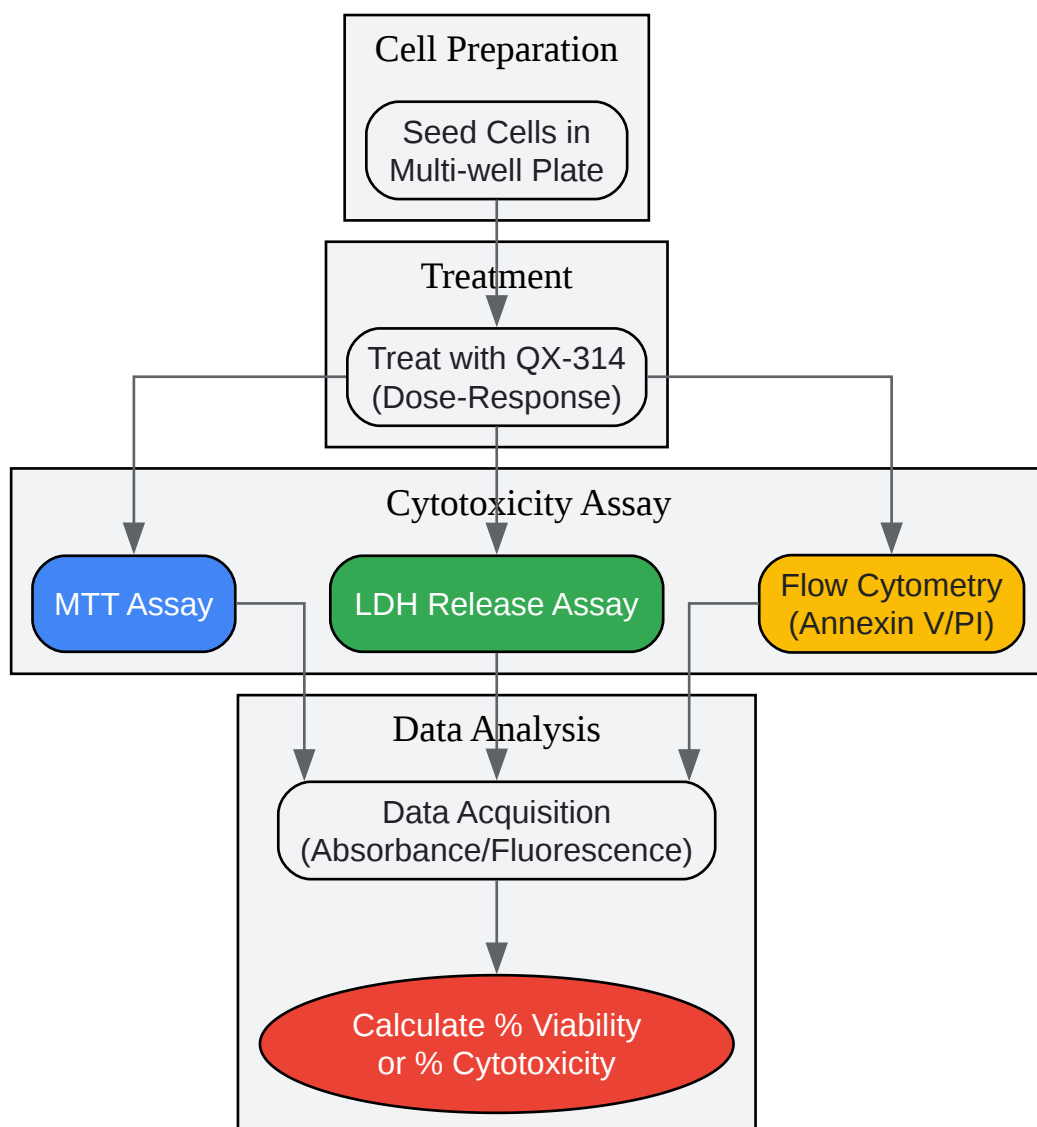 Cell Preparation
Seed Cells in
Multi-well Plate
Treatment
Treat with QX-314
(Dose-Response)
Cytotoxicity Assay
MTT Assay
LDH Release Assay
Flow Cytometry
(Annexin V/PI)
Data Analysis
Data Acquisition
(Absorbance/Fluorescence)
Calculate % Viability
or % Cytotoxicity